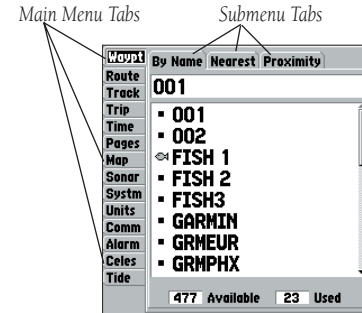 Main Menu Tabs
Submenu Tabs
Waypt
Route
Track
Trip
Time
Pages
Map
Sonar
Systm
Units
Comm
Alarm
Celes
Tide
By Name Nearest Proximity
001
001
002
FISH 1
FISH 2
FISH3
GARMIN
GRMEUR
GRMPHX
477 Available 23 Used